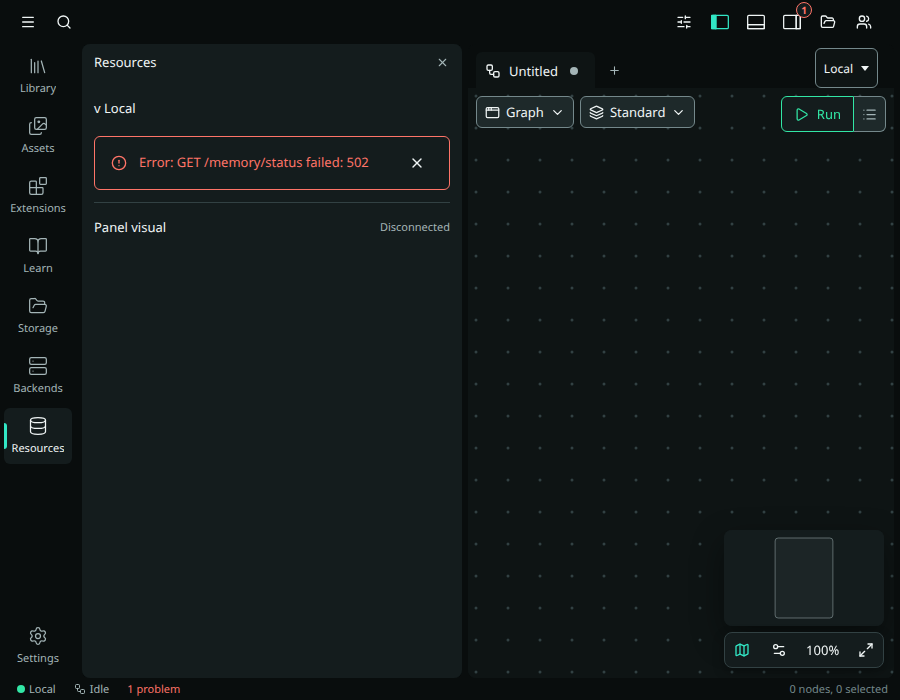 1
Library
Assets
Extensions
Learn
Storage
Backends
Resources
Settings
Resources
v Local
Error: GET /memory/status failed: 502
Panel visual
Disconnected
Untitled
Local
Graph
Standard
Run
100%
Local
Idle
1 problem
0 nodes, 0 selected